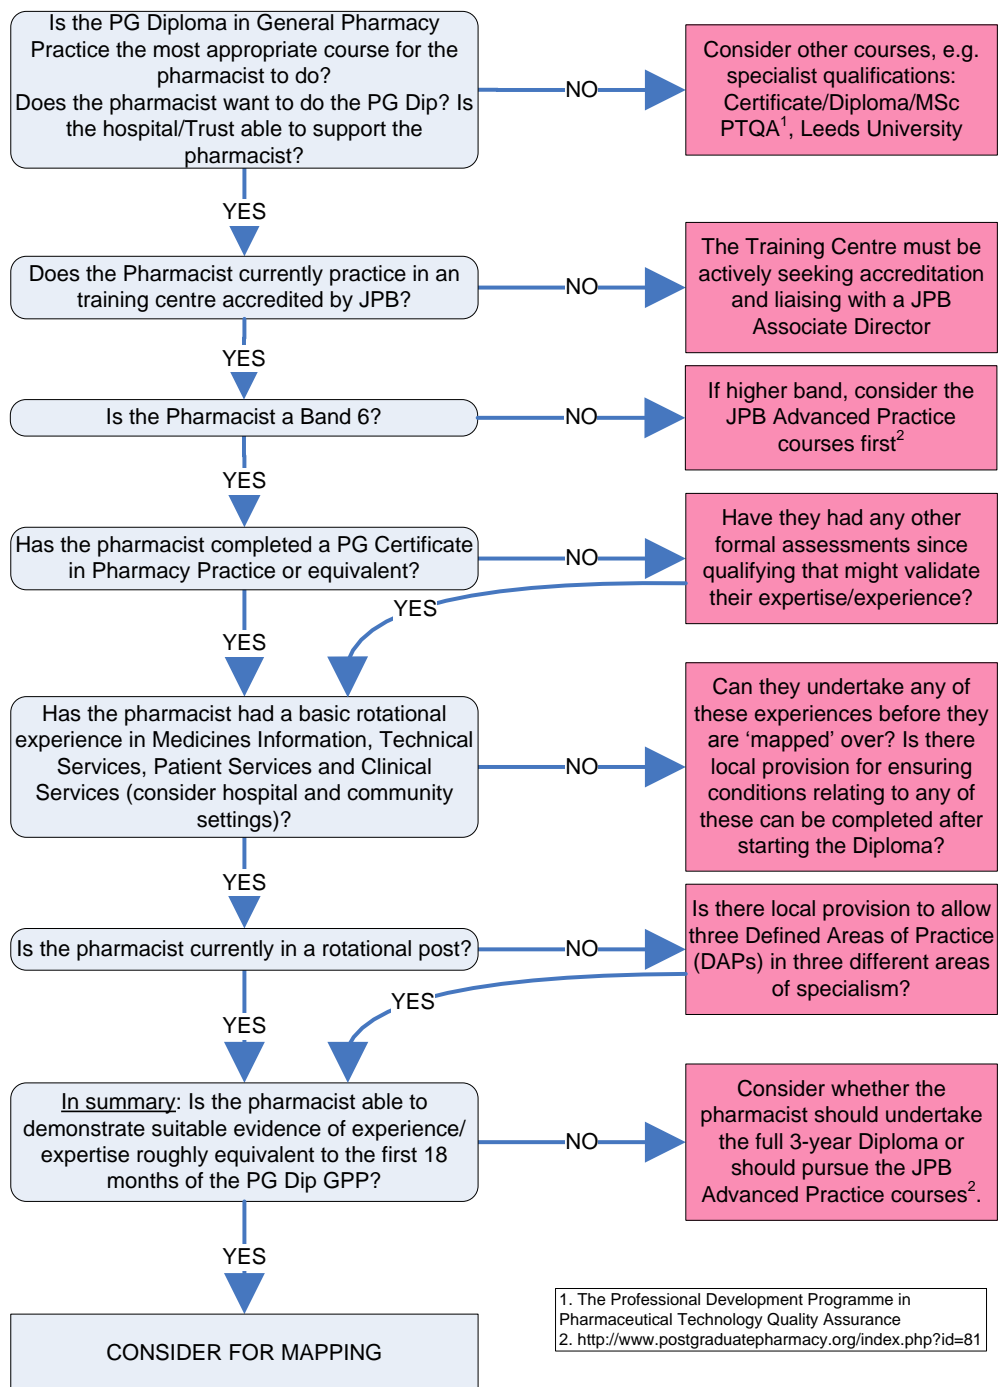 Is the PG Diploma in General Pharmacy
Practice the most appropriate course for the
pharmacist to do?
Does the pharmacist want to do the PG Dip? Is
the hospital/Trust able to support the
pharmacist?
NO
Consider other courses, e.g.
specialist qualifications:
Certificate/Diploma/MSc
PTQA1, Leeds University
YES
Does the Pharmacist currently practice in an
training centre accredited by JPB?
NO
The Training Centre must be
actively seeking accreditation
and liaising with a JPB
Associate Director
YES
Is the Pharmacist a Band 6?
NO
If higher band, consider the
JPB Advanced Practice
courses first2
YES
Has the pharmacist completed a PG Certificate
in Pharmacy Practice or equivalent?
NO
Have they had any other
formal assessments since
qualifying that might validate
their expertise/experience?
YES
YES
Has the pharmacist had a basic rotational
experience in Medicines Information, Technical
Services, Patient Services and Clinical
Services (consider hospital and community
settings)?
NO
Can they undertake any of
these experiences before they
are ‘mapped’ over? Is there
local provision for ensuring
conditions relating to any of
these can be completed after
starting the Diploma?
YES
Is the pharmacist currently in a rotational post?
NO
Is there local provision to allow
three Defined Areas of Practice
(DAPs) in three different areas
of specialism?
YES
YES
In summary: Is the pharmacist able to
demonstrate suitable evidence of experience/
expertise roughly equivalent to the first 18
months of the PG Dip GPP?
NO
Consider whether the
pharmacist should undertake
the full 3-year Diploma or
should pursue the JPB
Advanced Practice courses2.
YES
CONSIDER FOR MAPPING
1. The Professional Development Programme in
Pharmaceutical Technology Quality Assurance
2. http://www.postgraduatepharmacy.org/index.php?id=81